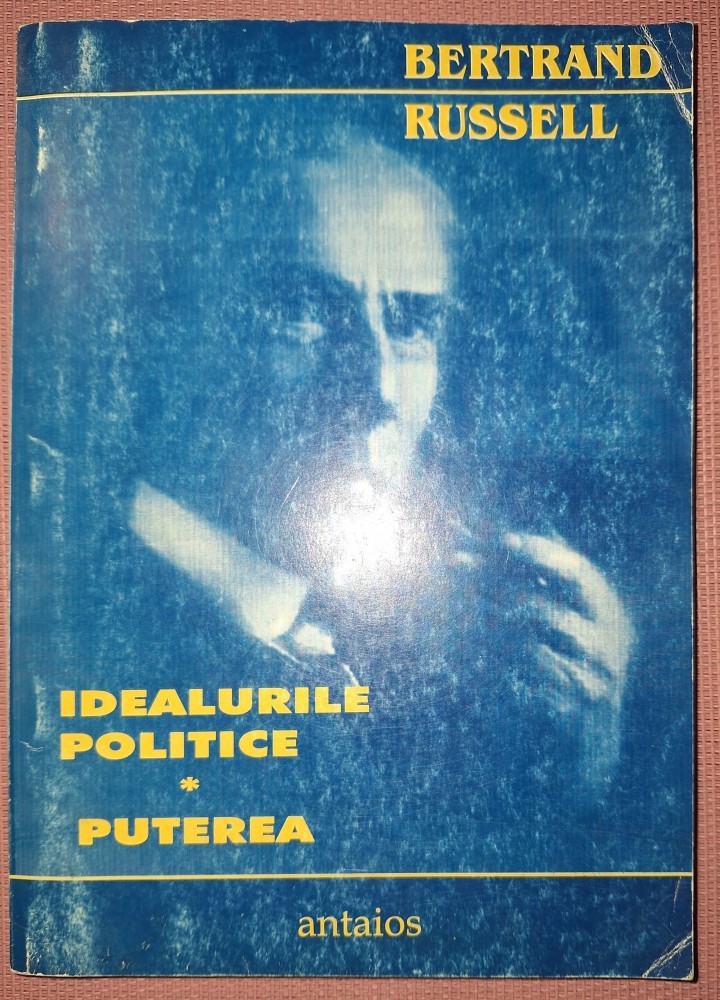 BERTRAND
RUSSELL
IDEALURILE
POLITICE
*
PUTEREA
antaios